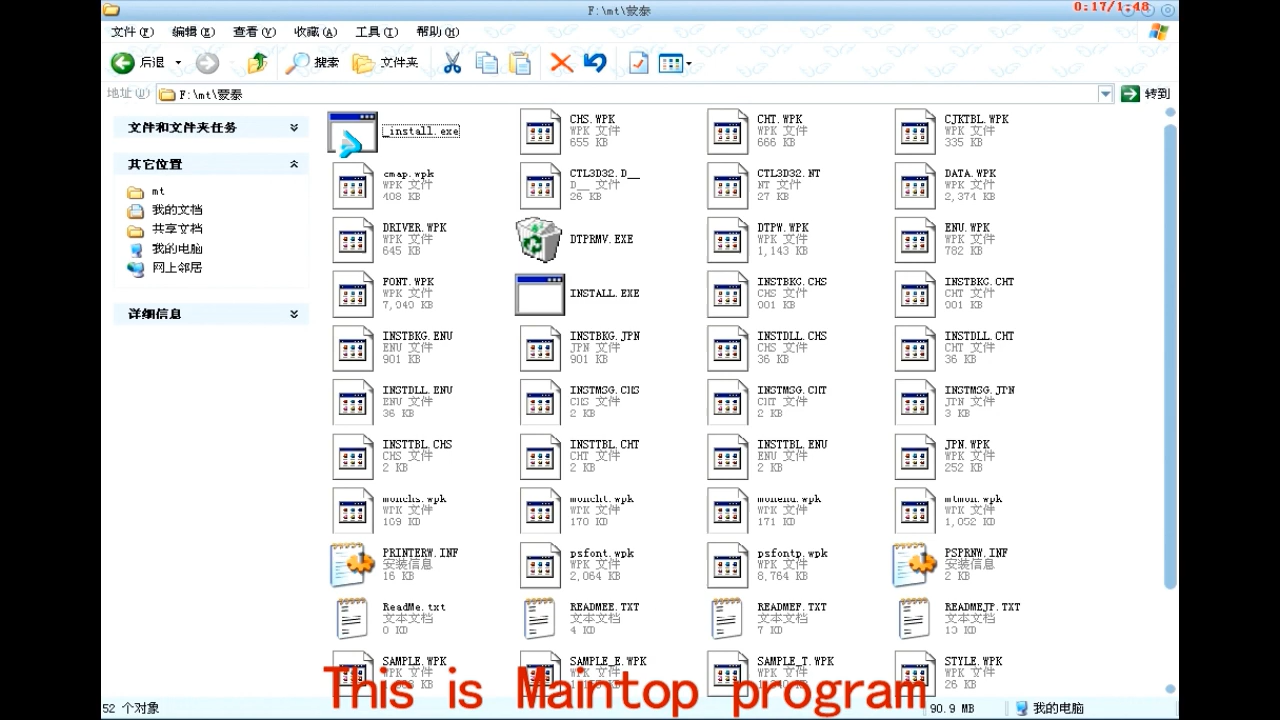 F:\mt\蒙泰
0:17/1:48
文件(F) 编辑(E) 查看(V) 收藏(A) 工具(T) 帮助(H)
后退 搜索 文件夹
地址(D) F:\mt\蒙泰 转到
文件和文件夹任务
其它位置
mt
我的文档
共享文档
我的电脑
网上邻居
详细信息
_install.exe
CHS.WPK
WPK 文件
655 KB
CHT.WPK
WPK 文件
666 KB
CJKTBL.WPK
WPK 文件
335 KB
cmap.wpk
WPK 文件
408 KB
CTL3D32.D__
D__ 文件
26 KB
CTL3D32.NT
NT 文件
27 KB
DATA.WPK
WPK 文件
2,374 KB
DRIVER.WPK
WPK 文件
645 KB
DTPRMV.EXE
DTPW.WPK
WPK 文件
1,143 KB
ENU.WPK
WPK 文件
782 KB
FONT.WPK
WPK 文件
7,949 KB
INSTALL.EXE
INSTBKG.CHS
CHS 文件
901 KB
INSTBKG.CHT
CHT 文件
901 KB
INSTBKG.ENU
ENU 文件
901 KB
INSTBKG.JPN
JPN 文件
901 KB
INSTDLL.CHS
CHS 文件
36 KB
INSTDLL.CHT
CHT 文件
36 KB
INSTDLL.ENU
ENU 文件
36 KB
INSTMSG.CHS
CHS 文件
2 KB
INSTMSG.CHT
CHT 文件
2 KB
INSTMSG.JPN
JPN 文件
3 KB
INSTTBL.CHS
CHS 文件
2 KB
INSTTBL.CHT
CHT 文件
2 KB
INSTTBL.ENU
ENU 文件
2 KB
JPN.WPK
WPK 文件
252 KB
monchs.wpk
WPK 文件
169 KB
moncht.wpk
WPK 文件
170 KB
monenu.wpk
WPK 文件
171 KB
mtmon.wpk
WPK 文件
1,052 KB
PRINTERW.INF
安装信息
16 KB
psfont.wpk
WPK 文件
2,064 KB
psfontp.wpk
WPK 文件
8,764 KB
PSPRNW.INF
安装信息
2 KB
ReadMe.txt
文本文档
READMEE.TXT
文本文档
4 KB
READMEF.TXT
文本文档
7 KB
READMEJP.TXT
文本文档
SAMPLE.WPK
WPK 文件
SAMPLE_E.WPK
WPK 文件
SAMPLE_T.WPK
WPK 文件
STYLE.WPK
WPK 文件
26 KB
This is Maintop program
52 个对象 90.9 MB 我的电脑